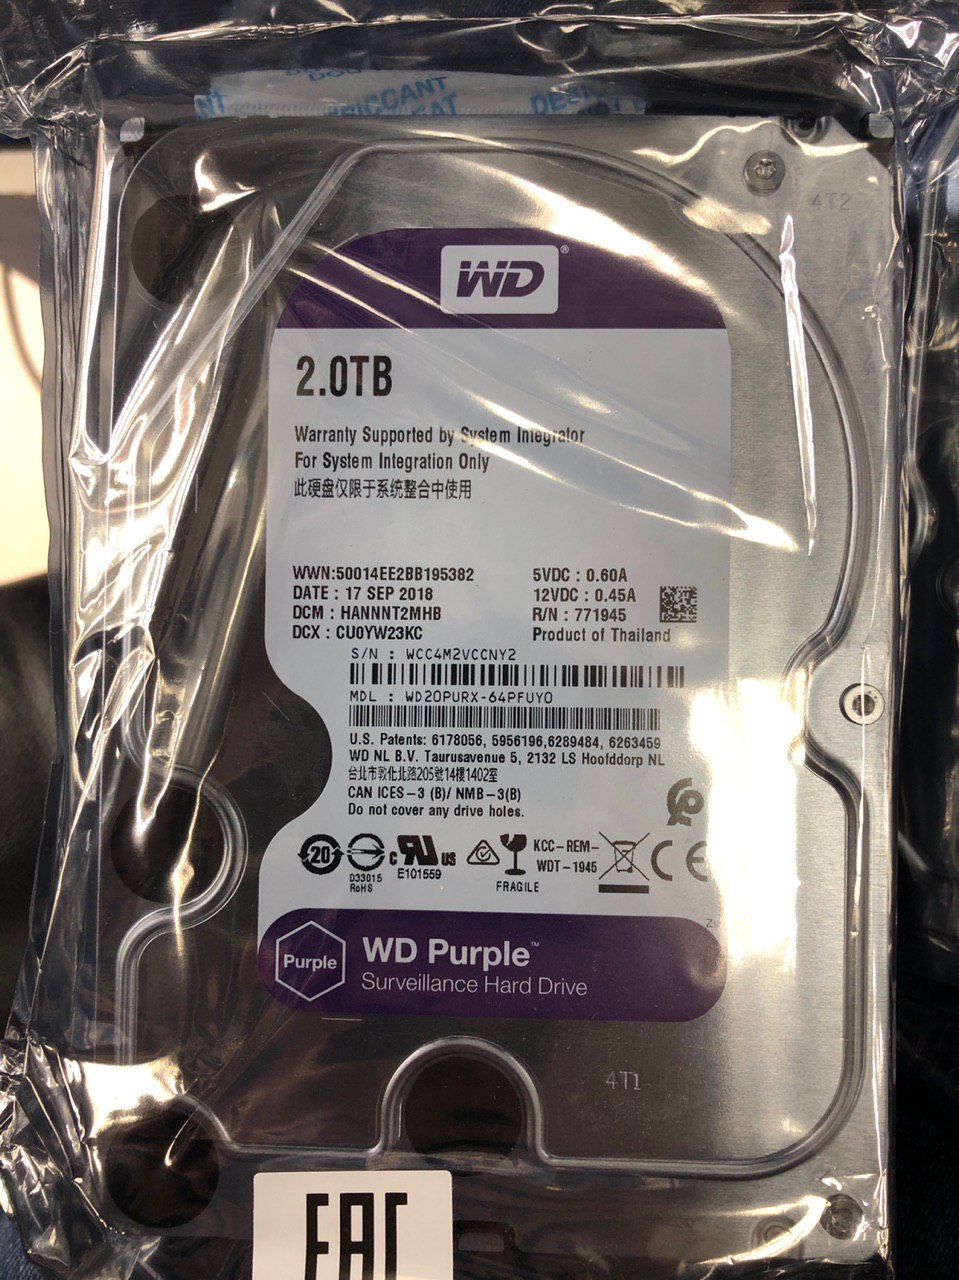 DESICCANT
WD®
4T2
2.0TB
Warranty Supported by System Integrator
For System Integration Only
此硬盘仅限于系统整合中使用
WWN:50014EE2BB195382
DATE : 17 SEP 2018
DCM : HANNNT2MHB
DCX : CU0YW23KC
5VDC : 0.60A
12VDC : 0.45A
R/N : 771945
Product of Thailand
S/N : WCC4M2VCCNY2
MDL : WD20PURX-64PFUY0
U.S. Patents: 6178056, 5956196,6289484, 6263459
WD NL B.V. Taurusavenue 5, 2132 LS Hoofddorp NL
台北市敦化北路205號14樓1402室
CAN ICES-3 (B)/ NMB-3(B)
Do not cover any drive holes.
20
D33015
RoHS
c RU US
E101559
FRAGILE
KCC-REM-
WDT-1945
CE
Purple
WD Purple™
Surveillance Hard Drive
4T1
EAC